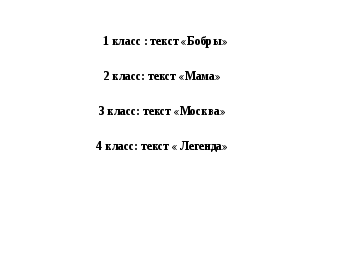 1 класс : текст «Бобры»
2 класс: текст «Мама»
3 класс: текст «Москва»
4 класс: текст « Легенда»